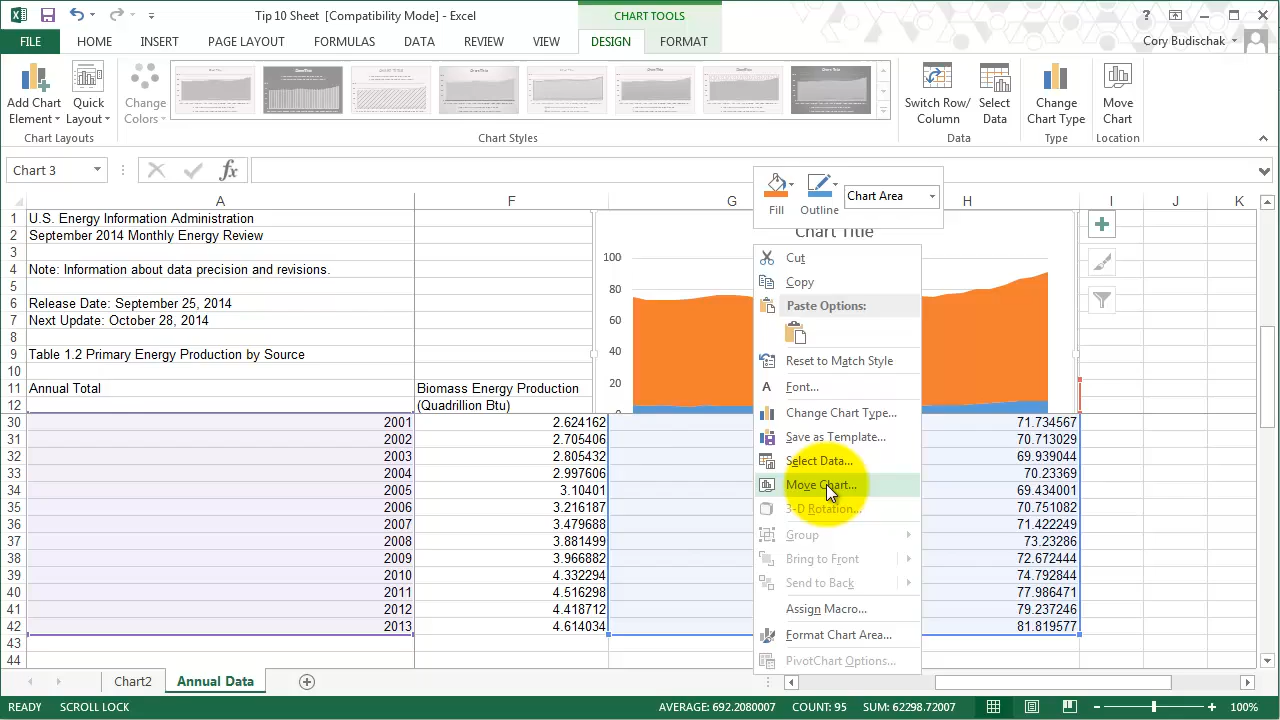 Tip 10 Sheet [Compatibility Mode] - Excel
CHART TOOLS
?
FILE
HOME
INSERT
PAGE LAYOUT
FORMULAS
DATA
REVIEW
VIEW
DESIGN
FORMAT
Cory Budischak
Add Chart
Element
Quick
Layout
Change
Colors
Switch Row/
Column
Select
Data
Change
Chart Type
Move
Chart
Chart Layouts
Chart Styles
Data
Type
Location
Chart 3
fx
Fill
Outline
Chart Area
A F G H I J K
1 U.S. Energy Information Administration
2 September 2014 Monthly Energy Review
3
4 Note: Information about data precision and revisions.
5
6 Release Date: September 25, 2014
7 Next Update: October 28, 2014
8
9 Table 1.2 Primary Energy Production by Source
10
11 Annual Total Biomass Energy Production
12 (Quadrillion Btu)
30 2001 2.624162 71.734567
31 2002 2.705406 70.713029
32 2003 2.805432 69.939044
33 2004 2.997606 70.23369
34 2005 3.10401 69.434001
35 2006 3.216187 70.751082
36 2007 3.479688 71.422249
37 2008 3.881499 73.23286
38 2009 3.966882 72.672444
39 2010 4.332294 74.792844
40 2011 4.516298 77.986471
41 2012 4.418712 79.237246
42 2013 4.614034 81.819577
43
44
Chart Title
100
80
60
40
20
0
Cut
Copy
Paste Options:
Reset to Match Style
Font...
Change Chart Type...
Save as Template...
Select Data...
Move Chart...
3-D Rotation...
Group
Bring to Front
Send to Back
Assign Macro...
Format Chart Area...
PivotChart Options...
Chart2
Annual Data
READY
SCROLL LOCK
AVERAGE: 692.2080007
COUNT: 95
SUM: 62298.72007
100%